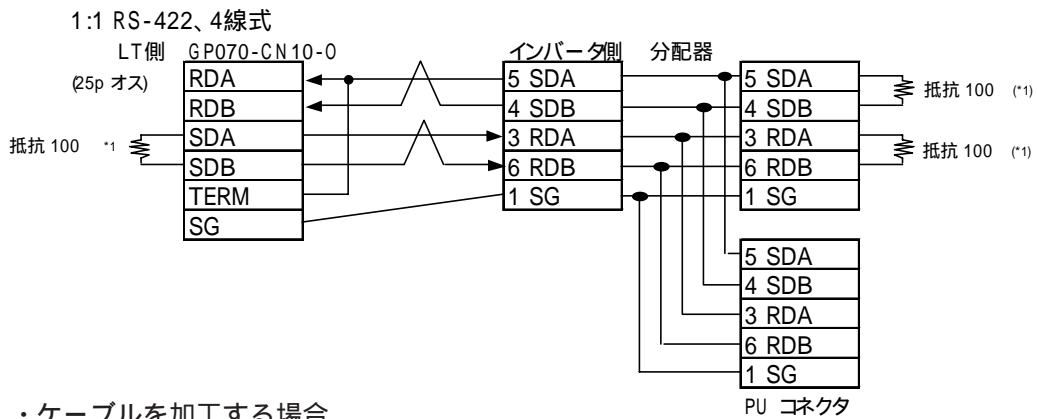 1:1 RS-422、4線式
LT側 GP070-CN10-O インバータ側 分配器
(25p オス)
RDA
RDB
SDA
SDB
TERM
SG
抵抗 100 *1
5 SDA
4 SDB
3 RDA
6 RDB
1 SG
5 SDA
4 SDB
3 RDA
6 RDB
1 SG
抵抗 100 (*1)
抵抗 100 (*1)
5 SDA
4 SDB
3 RDA
6 RDB
1 SG
PU コネクタ
・ケーブルを加工する場合